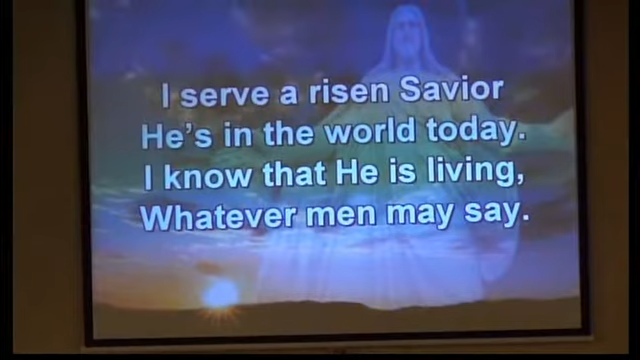 I serve a risen Savior
He's in the world today.
I know that He is living,
Whatever men may say.